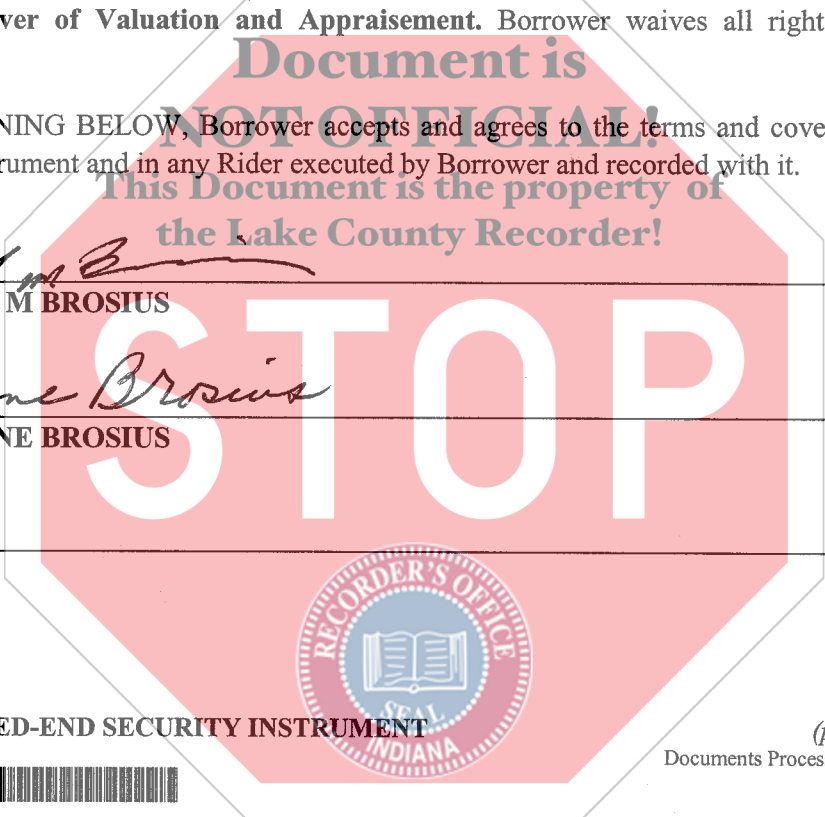 ver of Valuation and Appraisement. Borrower waives all right
Document is
NOT OFFICIAL!
NING BELOW, Borrower accepts and agrees to the terms and cove
rument and in any Rider executed by Borrower and recorded with it.
This Document is the property of
the Lake County Recorder!
m B
M BROSIUS
STOP
ne Brosius
NE BROSIUS
RECORDER'S OFFICE
SEAL
INDIANA
ED-END SECURITY INSTRUMENT
(p
Documents Proces